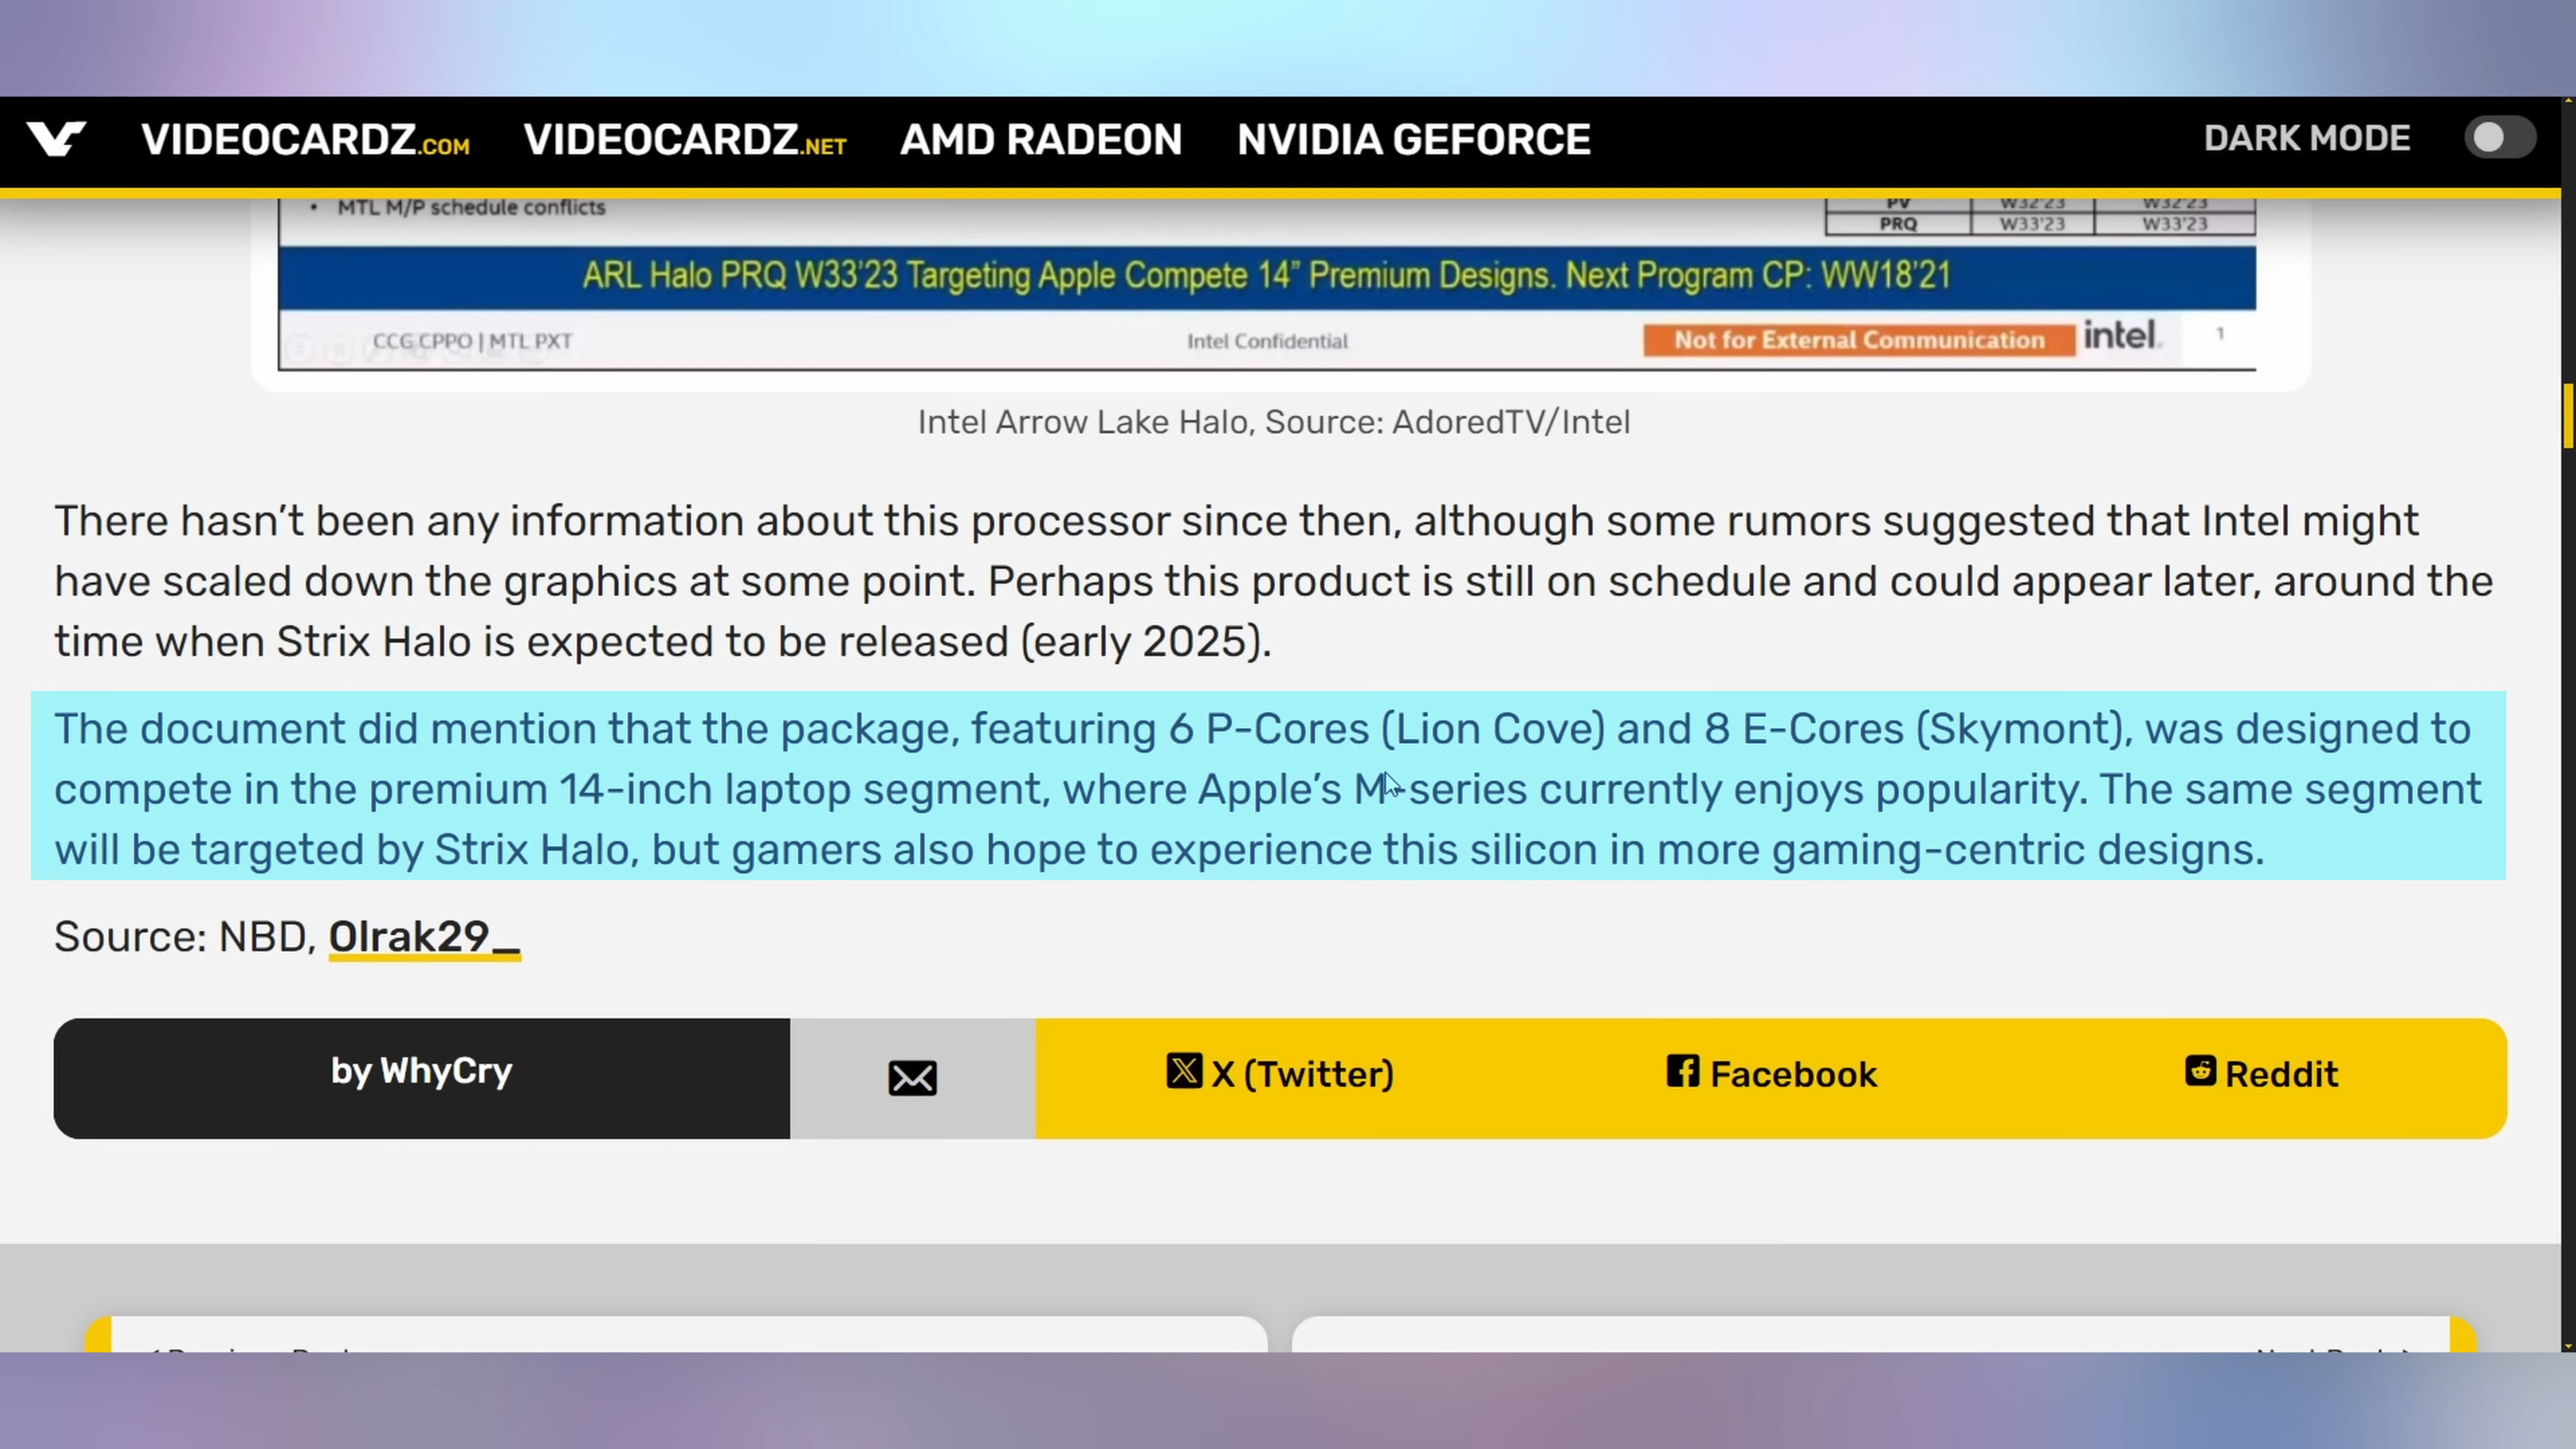 VIDEOCARDZ.COM VIDEOCARDZ.NET AMD RADEON NVIDIA GEFORCE DARK MODE
• MTL M/P schedule conflicts
PV W32'23 W32'23
PRQ W33'23 W33'23
ARL Halo PRQ W33'23 Targeting Apple Compete 14” Premium Designs. Next Program CP: WW18'21
CCG CPPO | MTL PXT Intel Confidential Not for External Communication intel. 1
Intel Arrow Lake Halo, Source: AdoredTV/Intel
There hasn’t been any information about this processor since then, although some rumors suggested that Intel might
have scaled down the graphics at some point. Perhaps this product is still on schedule and could appear later, around the
time when Strix Halo is expected to be released (early 2025).
The document did mention that the package, featuring 6 P-Cores (Lion Cove) and 8 E-Cores (Skymont), was designed to
compete in the premium 14-inch laptop segment, where Apple’s M-series currently enjoys popularity. The same segment
will be targeted by Strix Halo, but gamers also hope to experience this silicon in more gaming-centric designs.
Source: NBD, Olrak29_
by WhyCry X (Twitter) Facebook Reddit